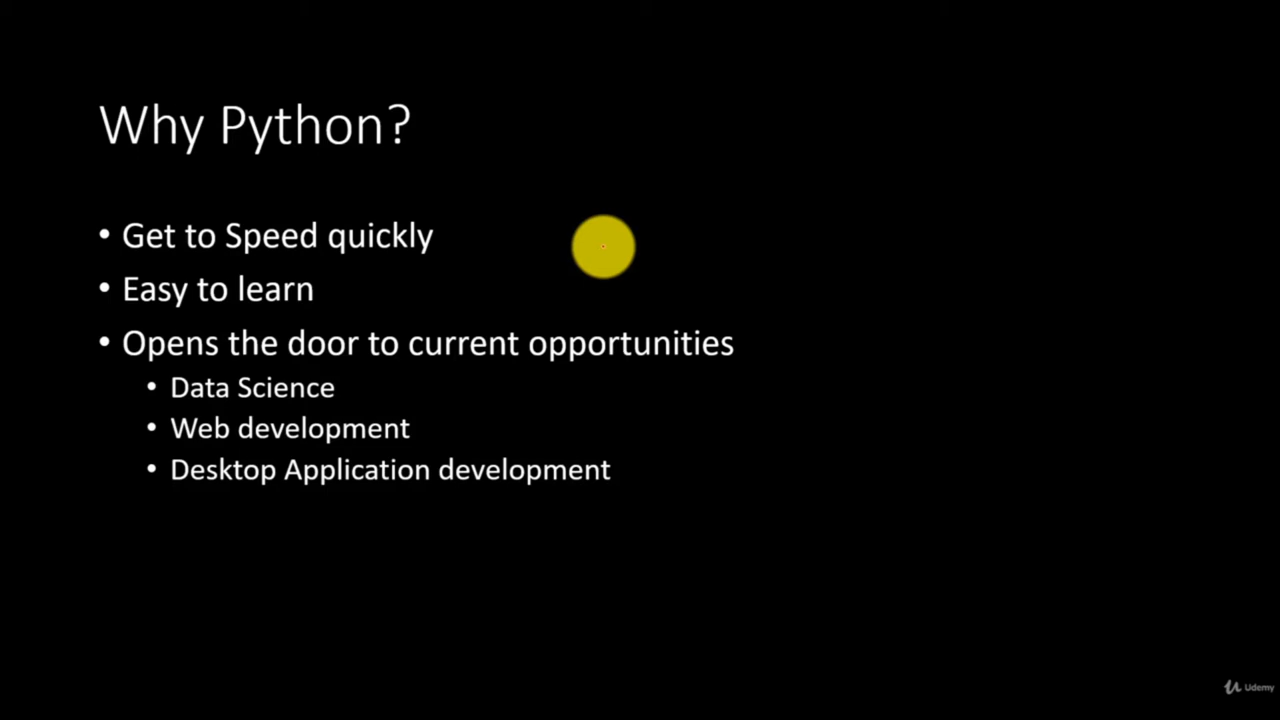 Why Python?
• Get to Speed quickly
• Easy to learn
• Opens the door to current opportunities
• Data Science
• Web development
• Desktop Application development
Udemy